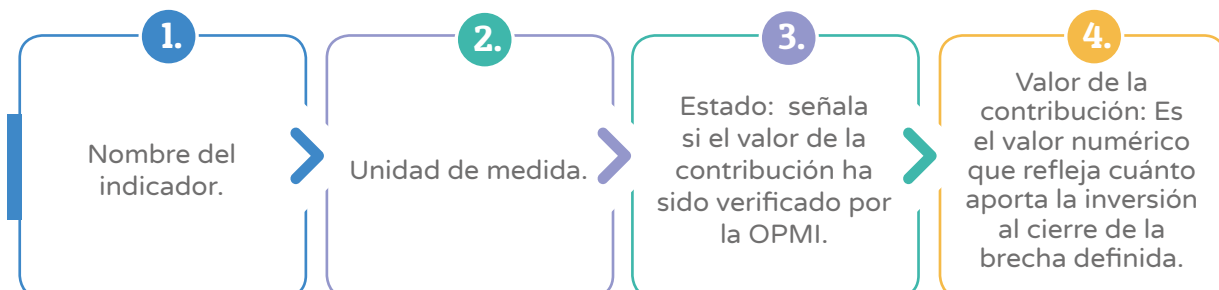 1.
Nombre del
indicador.
2.
Unidad de medida.
3.
Estado: señala
si el valor de la
contribución ha
sido verificado por
la OPMI.
4.
Valor de la
contribución: Es
el valor numérico
que refleja cuánto
aporta la inversión
al cierre de la
brecha definida.